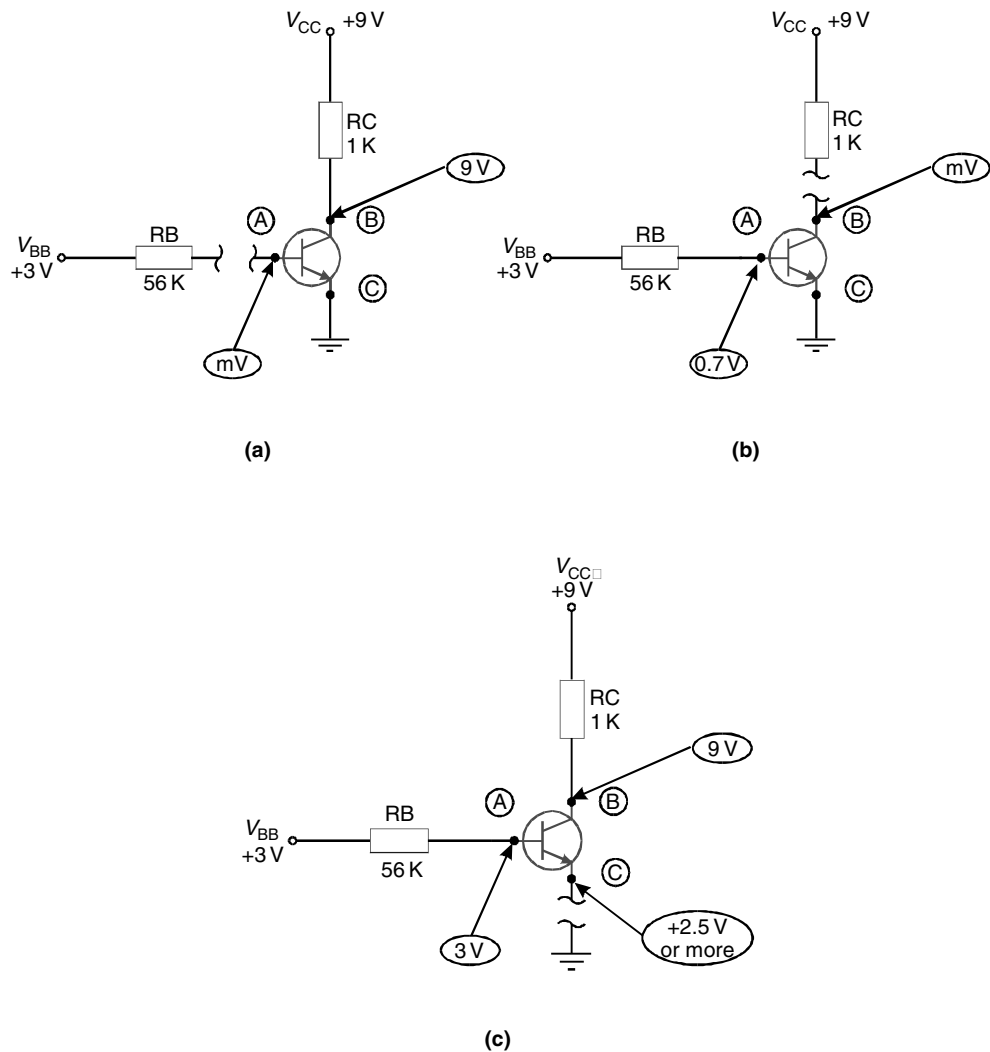 VCC +9 V
RC
1 K
9 V
A
B
VBB
+3 V
RB
56 K
C
mV
(a)
VCC +9 V
RC
1 K
mV
A
B
VBB
+3 V
RB
56 K
C
0.7 V
(b)
VCC□
+9 V
RC
1 K
9 V
A
B
VBB
+3 V
RB
56 K
C
3 V
+2.5 V
or more
(c)